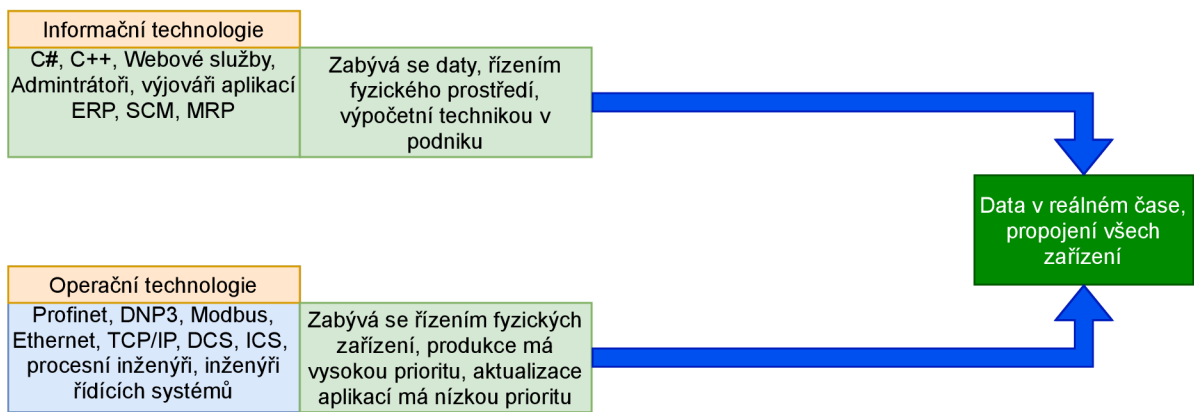 Informační technologie
C#, C++, Webové služby,
Admintrátoři, výjováři aplikací
ERP, SCM, MRP
Zabývá se daty, řízením
fyzického prostředí,
výpočetní technikou v
podniku
Data v reálném čase,
propojení všech
zařízení
Operační technologie
Profinet, DNP3, Modbus,
Ethernet, TCP/IP, DCS, ICS,
procesní inženýři, inženýři
řídících systémů
Zabývá se řízením fyzických
zařízení, produkce má
vysokou prioritu, aktualizace
aplikací má nízkou prioritu